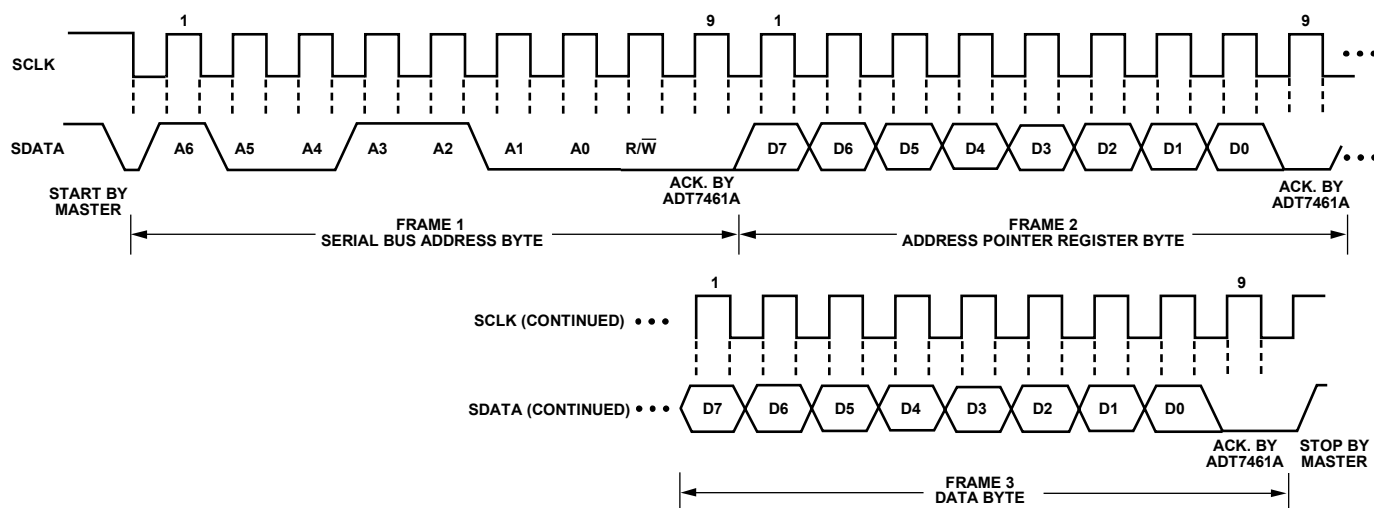 1 9 1 9
SCLK
SDATA A6 A5 A4 A3 A2 A1 A0 R/W̅ D7 D6 D5 D4 D3 D2 D1 D0
START BY
MASTER
ACK. BY
ADT7461A
ACK. BY
ADT7461A
FRAME 1
SERIAL BUS ADDRESS BYTE
FRAME 2
ADDRESS POINTER REGISTER BYTE
1 9
SCLK (CONTINUED)
SDATA (CONTINUED) D7 D6 D5 D4 D3 D2 D1 D0
ACK. BY
ADT7461A
STOP BY
MASTER
FRAME 3
DATA BYTE